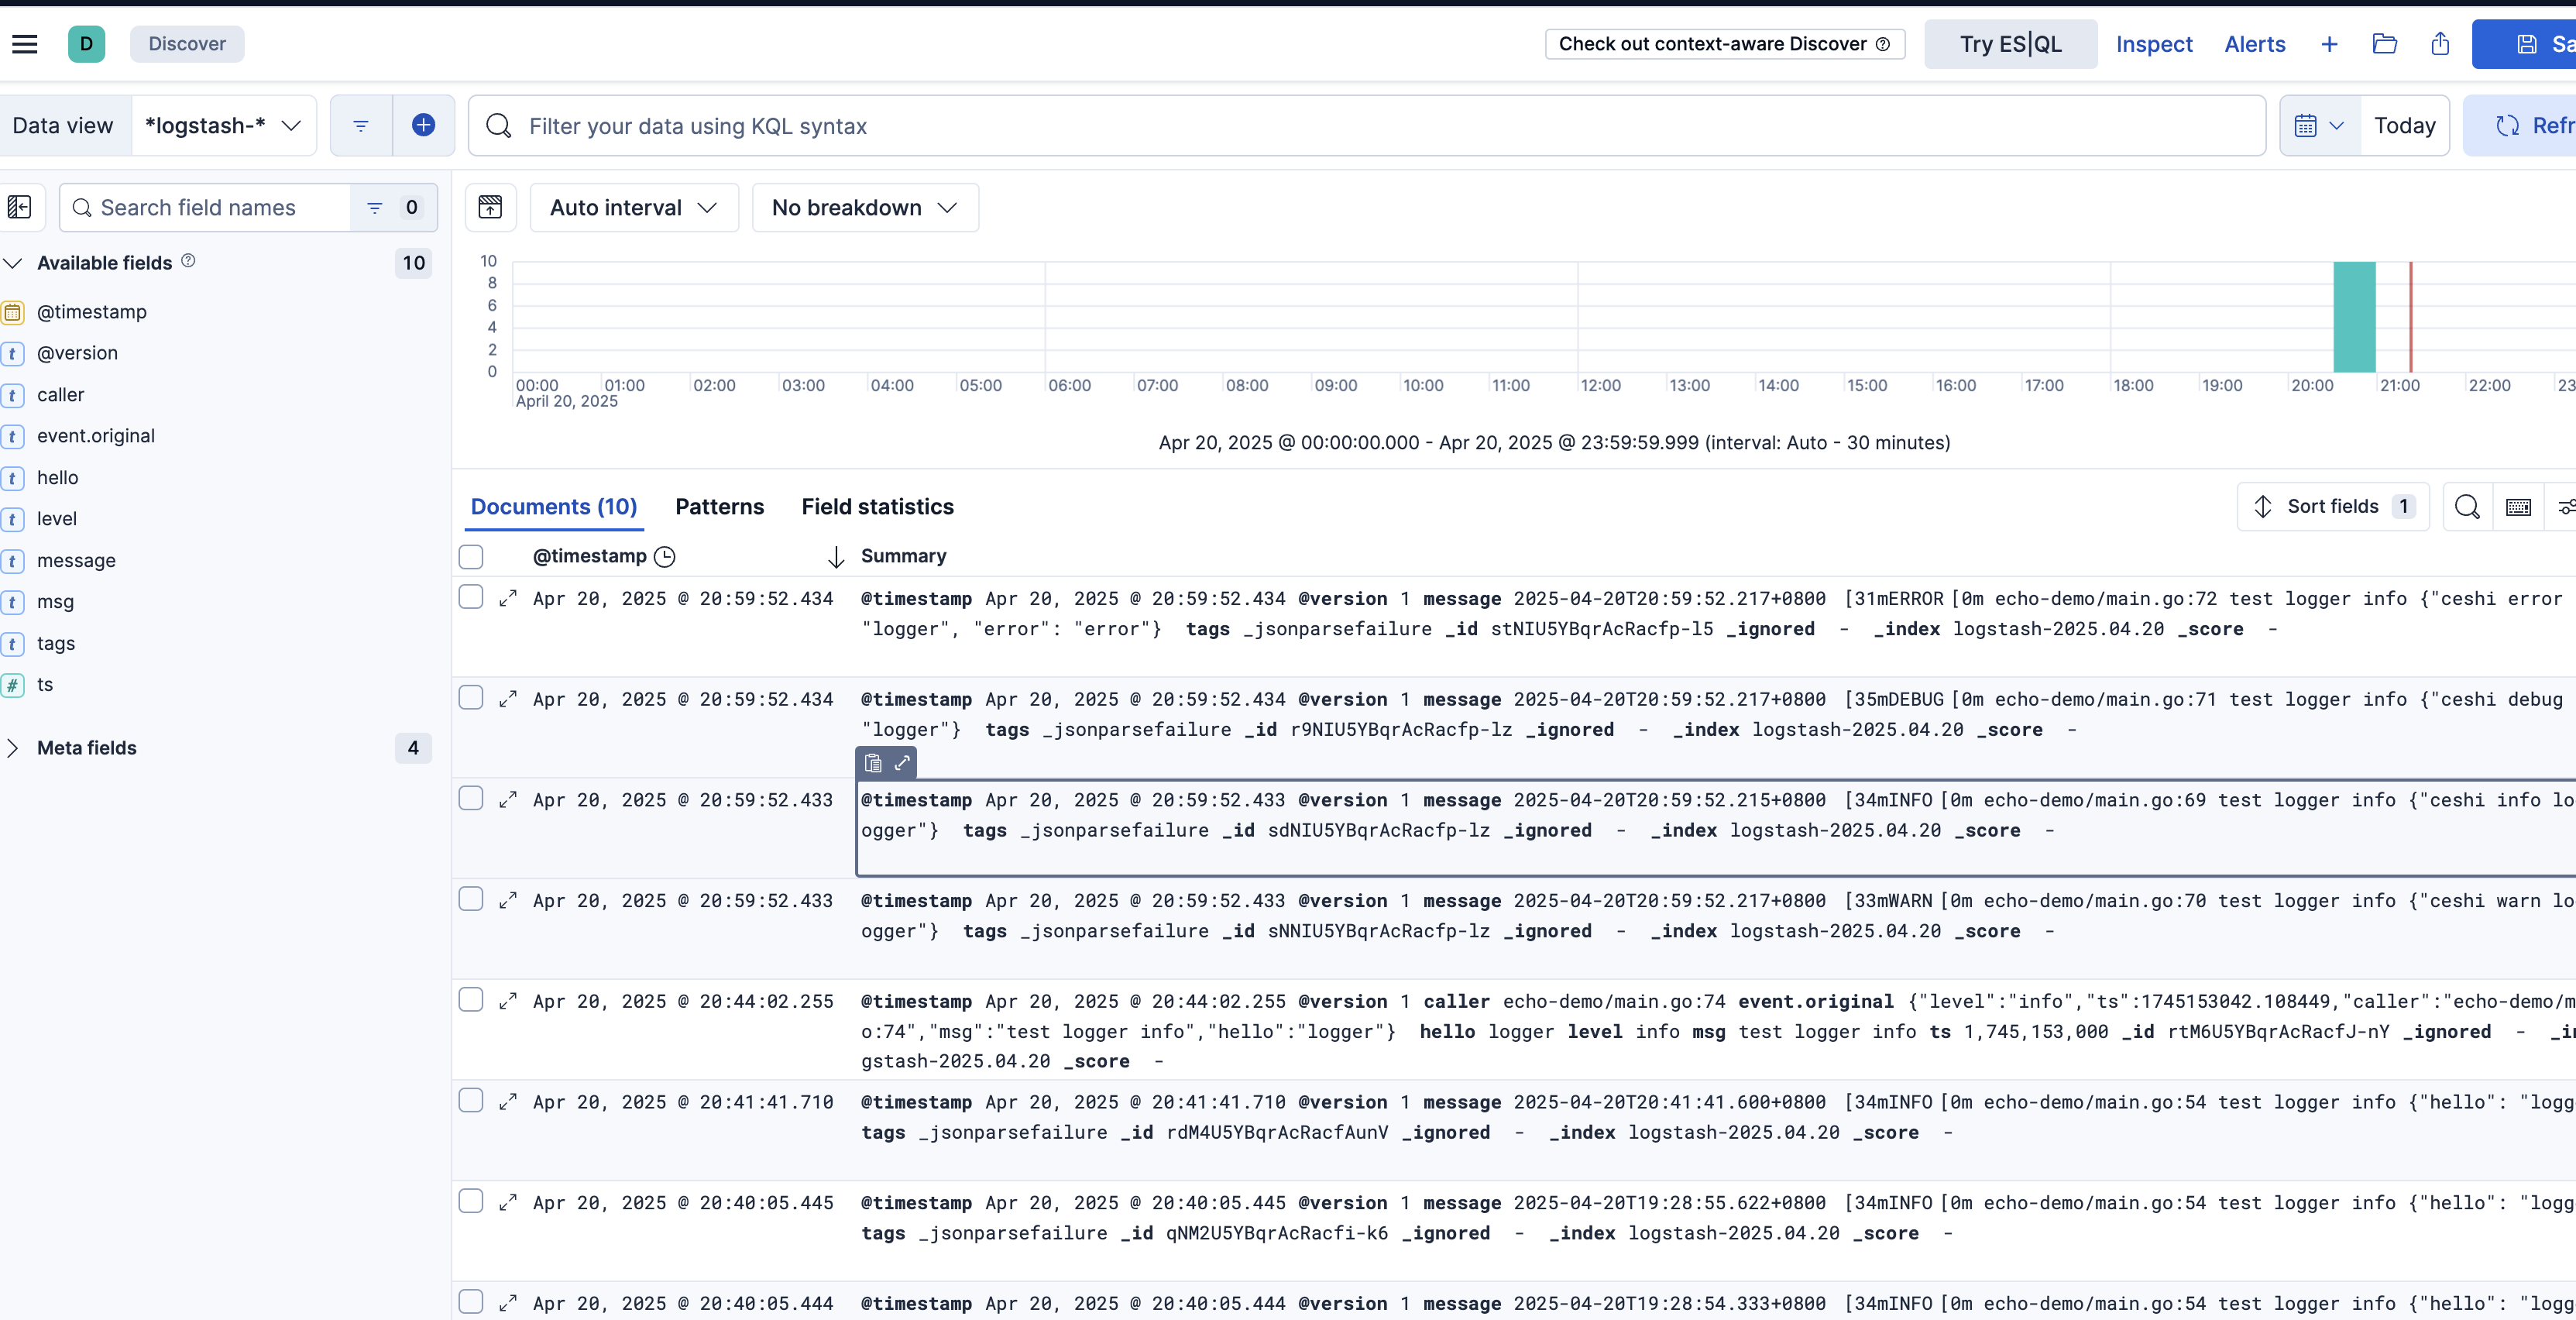 D Discover Check out context-aware Discover Try ES|QL Inspect Alerts
Data view *logstash-* Filter your data using KQL syntax Today
Search field names 0 Auto interval No breakdown
Available fields 10
@timestamp
@version
caller
event.original
hello
level
message
msg
tags
ts
Meta fields 4
10
8
6
4
2
0
00:00 01:00 02:00 03:00 04:00 05:00 06:00 07:00 08:00 09:00 10:00 11:00 12:00 13:00 14:00 15:00 16:00 17:00 18:00 19:00 20:00 21:00 22:00 23
April 20, 2025
Apr 20, 2025 @ 00:00:00.000 - Apr 20, 2025 @ 23:59:59.999 (interval: Auto - 30 minutes)
Documents (10) Patterns Field statistics Sort fields 1
@timestamp Summary
Apr 20, 2025 @ 20:59:52.434 @timestamp Apr 20, 2025 @ 20:59:52.434 @version 1 message 2025-04-20T20:59:52.217+0800 [31mERROR [0m echo-demo/main.go:72 test logger info {"ceshi error
"logger", "error": "error"} tags _jsonparsefailure _id stNIU5YBqrAcRacfp-l5 _ignored - _index logstash-2025.04.20 _score -
Apr 20, 2025 @ 20:59:52.434 @timestamp Apr 20, 2025 @ 20:59:52.434 @version 1 message 2025-04-20T20:59:52.217+0800 [35mDEBUG [0m echo-demo/main.go:71 test logger info {"ceshi debug
"logger"} tags _jsonparsefailure _id r9NIU5YBqrAcRacfp-lz _ignored - _index logstash-2025.04.20 _score -
Apr 20, 2025 @ 20:59:52.433 @timestamp Apr 20, 2025 @ 20:59:52.433 @version 1 message 2025-04-20T20:59:52.215+0800 [34mINFO [0m echo-demo/main.go:69 test logger info {"ceshi info lo
ogger"} tags _jsonparsefailure _id sdNIU5YBqrAcRacfp-lz _ignored - _index logstash-2025.04.20 _score -
Apr 20, 2025 @ 20:59:52.433 @timestamp Apr 20, 2025 @ 20:59:52.433 @version 1 message 2025-04-20T20:59:52.217+0800 [33mWARN [0m echo-demo/main.go:70 test logger info {"ceshi warn lo
ogger"} tags _jsonparsefailure _id sNNIU5YBqrAcRacfp-lz _ignored - _index logstash-2025.04.20 _score -
Apr 20, 2025 @ 20:44:02.255 @timestamp Apr 20, 2025 @ 20:44:02.255 @version 1 caller echo-demo/main.go:74 event.original {"level":"info","ts":1745153042.108449,"caller":"echo-demo/m
o:74","msg":"test logger info","hello":"logger"} hello logger level info msg test logger info ts 1,745,153,000 _id rtM6U5YBqrAcRacfJ-nY _ignored - _i
gstash-2025.04.20 _score -
Apr 20, 2025 @ 20:41:41.710 @timestamp Apr 20, 2025 @ 20:41:41.710 @version 1 message 2025-04-20T20:41:41.600+0800 [34mINFO [0m echo-demo/main.go:54 test logger info {"hello": "logg
tags _jsonparsefailure _id rdM4U5YBqrAcRacfAunV _ignored - _index logstash-2025.04.20 _score -
Apr 20, 2025 @ 20:40:05.445 @timestamp Apr 20, 2025 @ 20:40:05.445 @version 1 message 2025-04-20T19:28:55.622+0800 [34mINFO [0m echo-demo/main.go:54 test logger info {"hello": "logg
tags _jsonparsefailure _id qNM2U5YBqrAcRacfi-k6 _ignored - _index logstash-2025.04.20 _score -
Apr 20, 2025 @ 20:40:05.444 @timestamp Apr 20, 2025 @ 20:40:05.444 @version 1 message 2025-04-20T19:28:54.333+0800 [34mINFO [0m echo-demo/main.go:54 test logger info {"hello": "logg